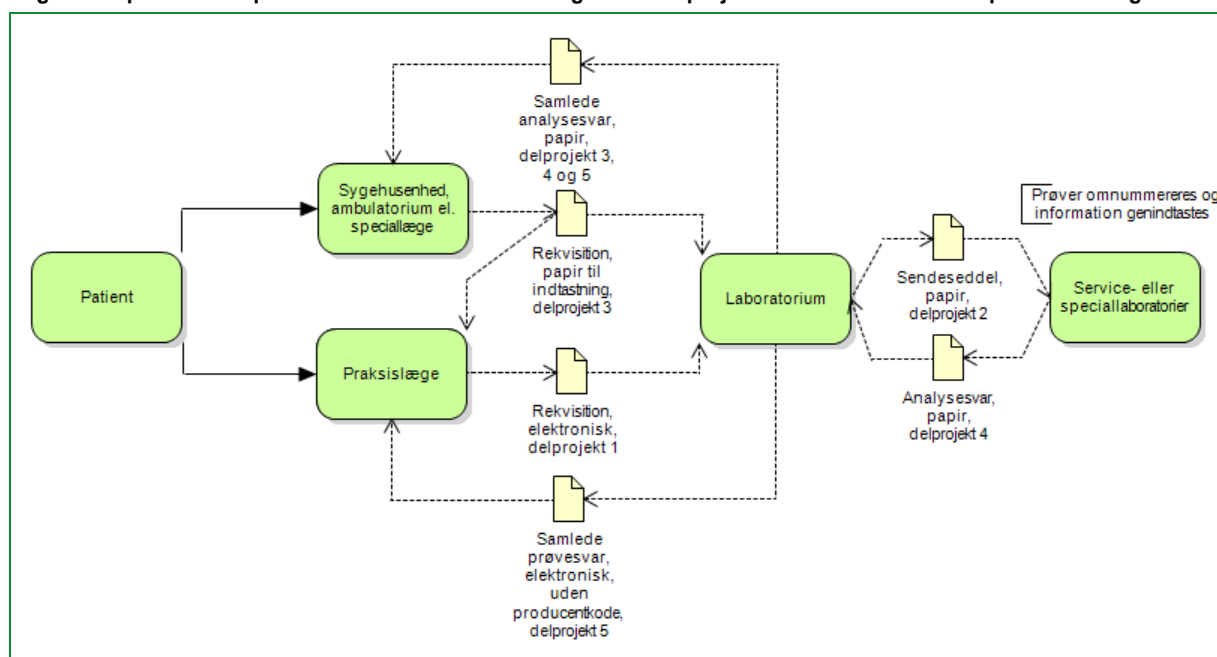 Samlede
analysesvar,
papir,
delprojekt 3,
4 og 5
Sygehusenhed,
ambulatorium el.
speciallæge
Rekvisition,
papir til
indtastning,
delprojekt 3
Patient
Praksislæge
Rekvisition,
elektronisk,
delprojekt 1
Samlede
prøvesvar,
elektronisk,
uden
producentkode,
delprojekt 5
Laboratorium
Sendeseddel,
papir,
delprojekt 2
Analysesvar,
papir,
delprojekt 4
Prøver omnummereres og
information genindtastes
Service- eller
speciallaboratorier